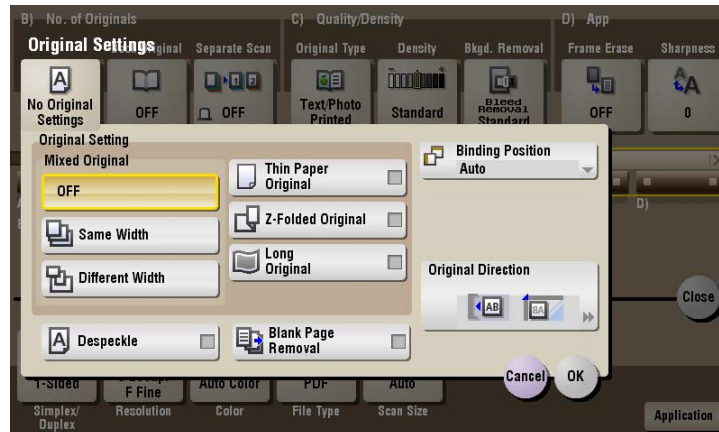 B) No. of Originals
C) Quality/Density
D) App
Original Settings
ginal
Separate Scan
Original Type
Density
Bkgd. Removal
Frame Erase
Sharpness
No Original
Settings
OFF
OFF
Text/Photo
Printed
Standard
Bleed
Removal
Standard
OFF
0
Original Setting
Mixed Original
OFF
Same Width
Different Width
Thin Paper
Original
Z-Folded Original
Long
Original
Binding Position
Auto
Original Direction
D)
Close
Despeckle
Blank Page
Removal
Cancel
OK
1-Sided
F Fine
Auto Color
PDF
Auto
Simplex/
Duplex
Resolution
Color
File Type
Scan Size
Application